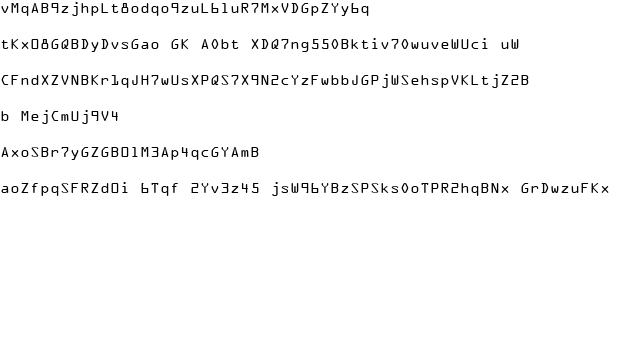 vMqAB9zjhpLt8odqo9zuL6luR7MxVDGpZYy6q
tKxO8GQBDyDvsGao GK A0bt XDQ7ng550Bktiv70wuveWUci uW
CFndXZVNBKr1qJH7wUsXPQS7X9N2cYzFwbbJGPjWSehspVKLtjZ2B
b MejCmUj9V4
AxoSBr7yGZGBO1M3Ap4qcGYAmB
aoZfpqSFRZdOi 6Tqf 2Yv3z45 jsW96YBzSPSks0oTPR2hqBNx GrDwzuFKx